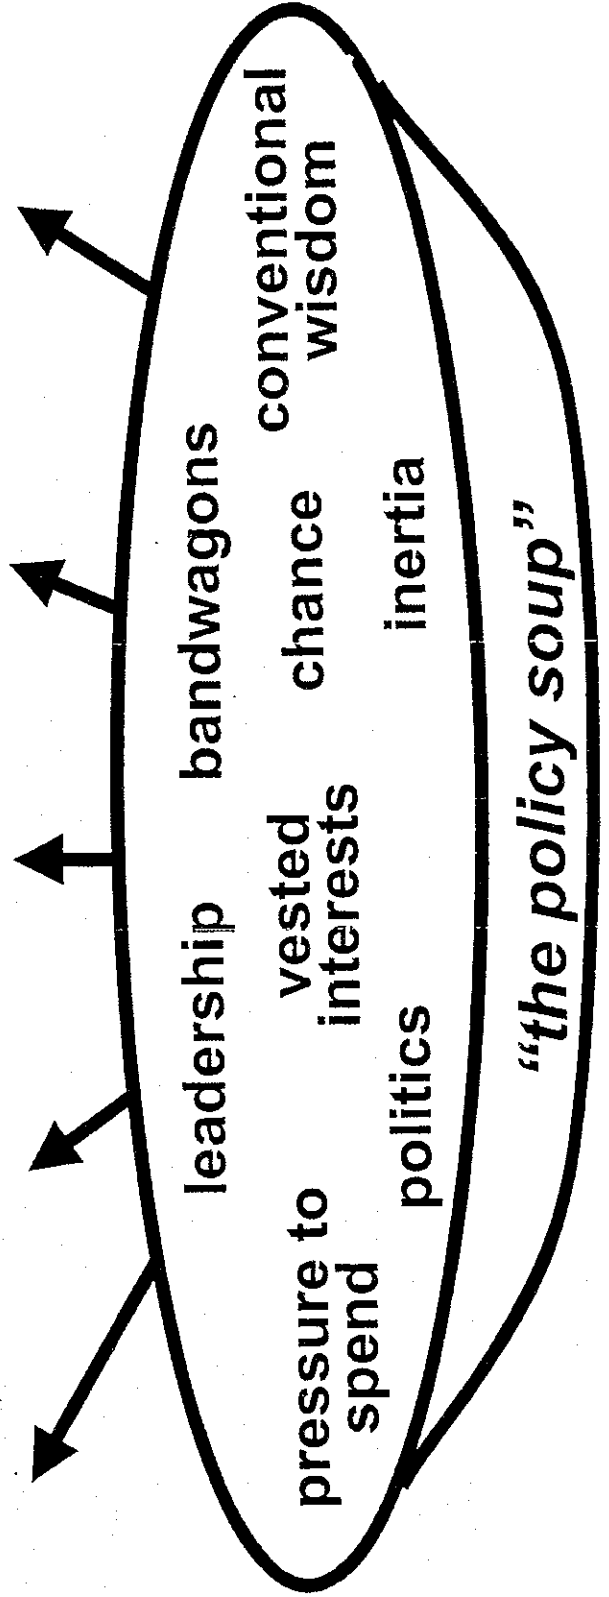 leadership
bandwagons
pressure to
spend
vested
interests
chance
conventional
wisdom
politics
inertia
“the policy soup”